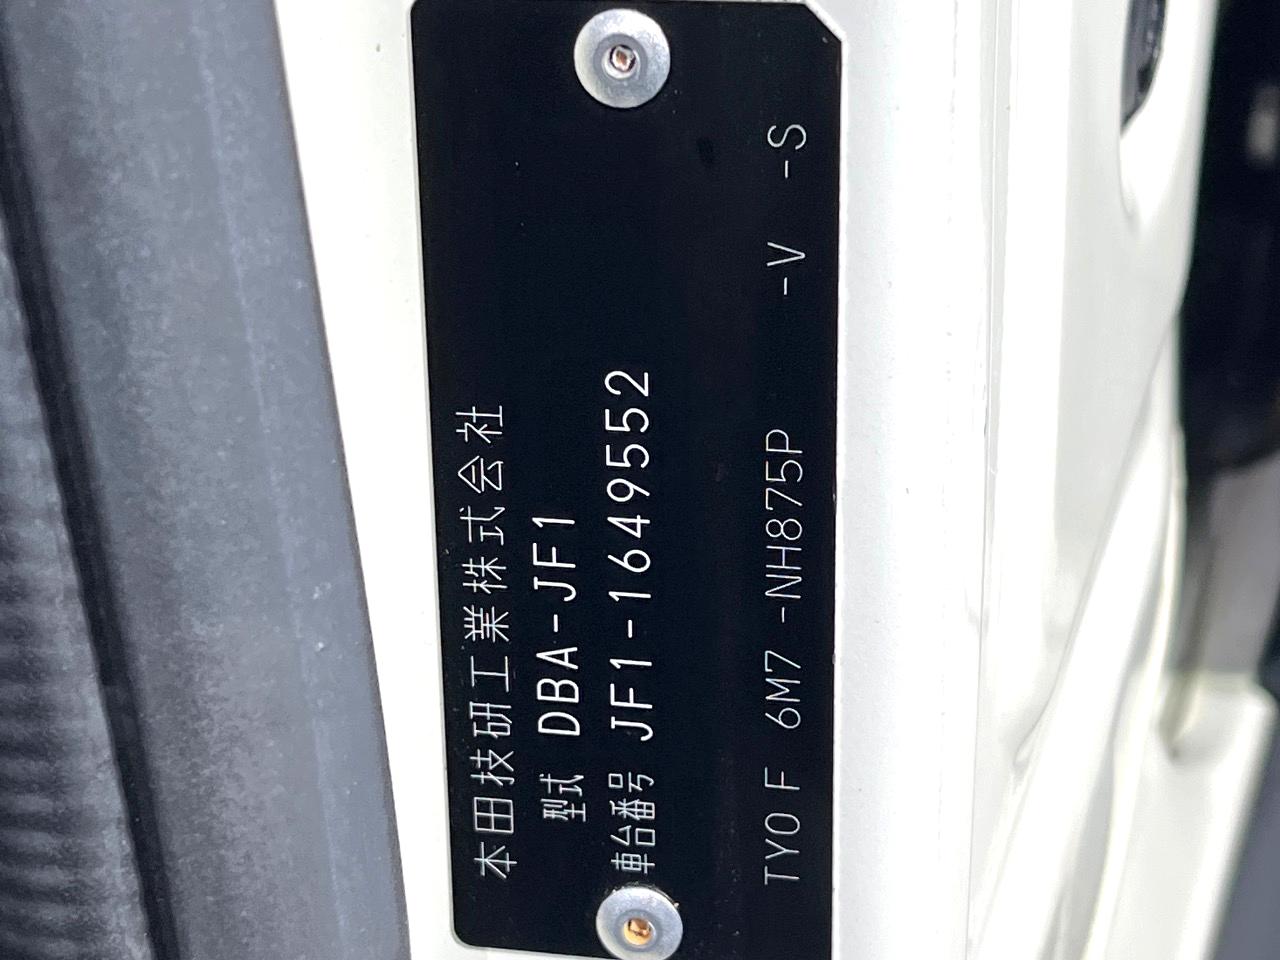 本田技研工業株式会社
型式 DBA-JF1
車台番号 JF1-1649552
TYO F 6M7 -NH875P -V -S